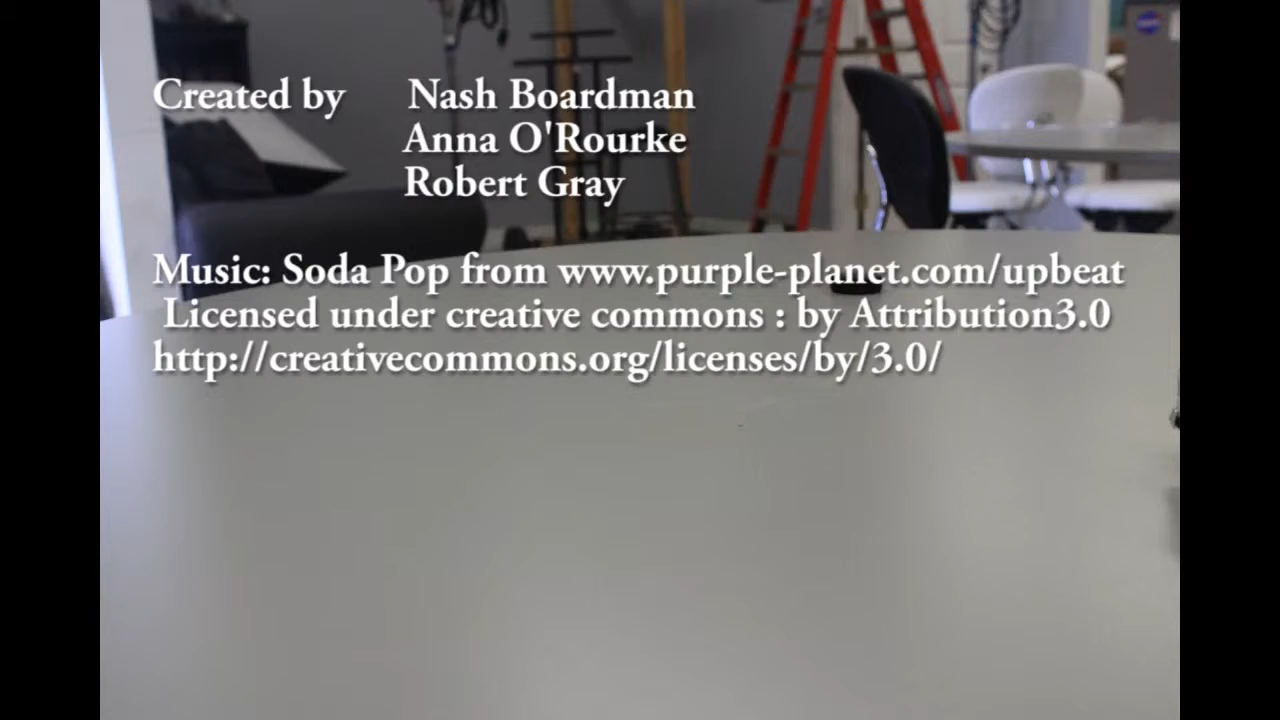 Created by Nash Boardman
Anna O'Rourke
Robert Gray
Music: Soda Pop from www.purple-planet.com/upbeat
Licensed under creative commons : by Attribution3.0
http://creativecommons.org/licenses/by/3.0/